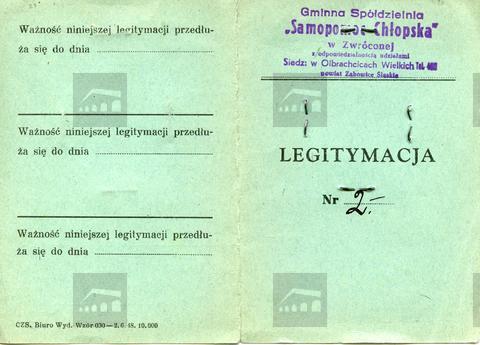 Ważność niniejszej legitymacji przedłu-
ża się do dnia
Ważność niniejszej legitymacji przedłu-
ża się do dnia
Ważność niniejszej legitymacji przedłu-
ża się do dnia
CZS, Biuro Wyd. Wzór 030—2. 6. 48. 10.000
Gminna Spółdzielnia
„Samopomoc Chłopska"
w Zwróconej
z odpowiedzialnością udziałami
Siedz: w Olbrachcicach Wielkich Tel.
powiat Ząbkowice Śląskie
LEGITYMACJA
Nr 2.-